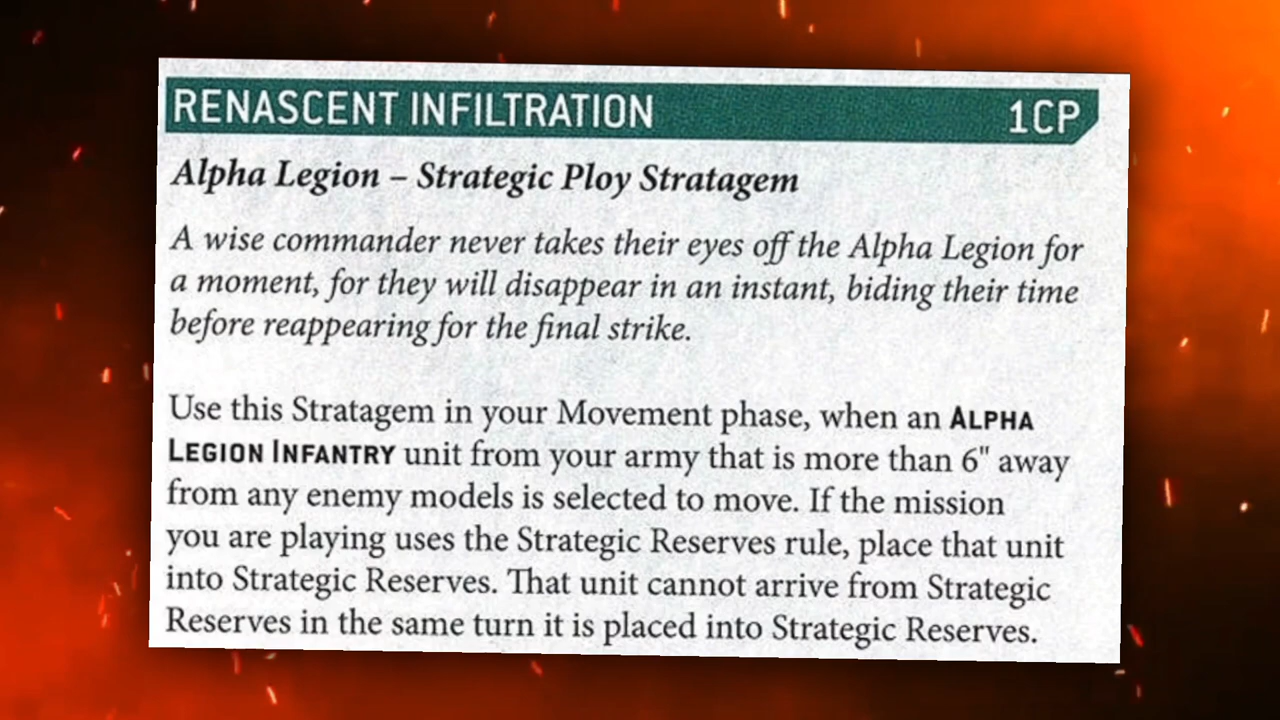 RENASCENT INFILTRATION 1CP
Alpha Legion – Strategic Ploy Stratagem
A wise commander never takes their eyes off the Alpha Legion for
a moment, for they will disappear in an instant, biding their time
before reappearing for the final strike.
Use this Stratagem in your Movement phase, when an ALPHA
LEGION INFANTRY unit from your army that is more than 6" away
from any enemy models is selected to move. If the mission
you are playing uses the Strategic Reserves rule, place that unit
into Strategic Reserves. That unit cannot arrive from Strategic
Reserves in the same turn it is placed into Strategic Reserves.